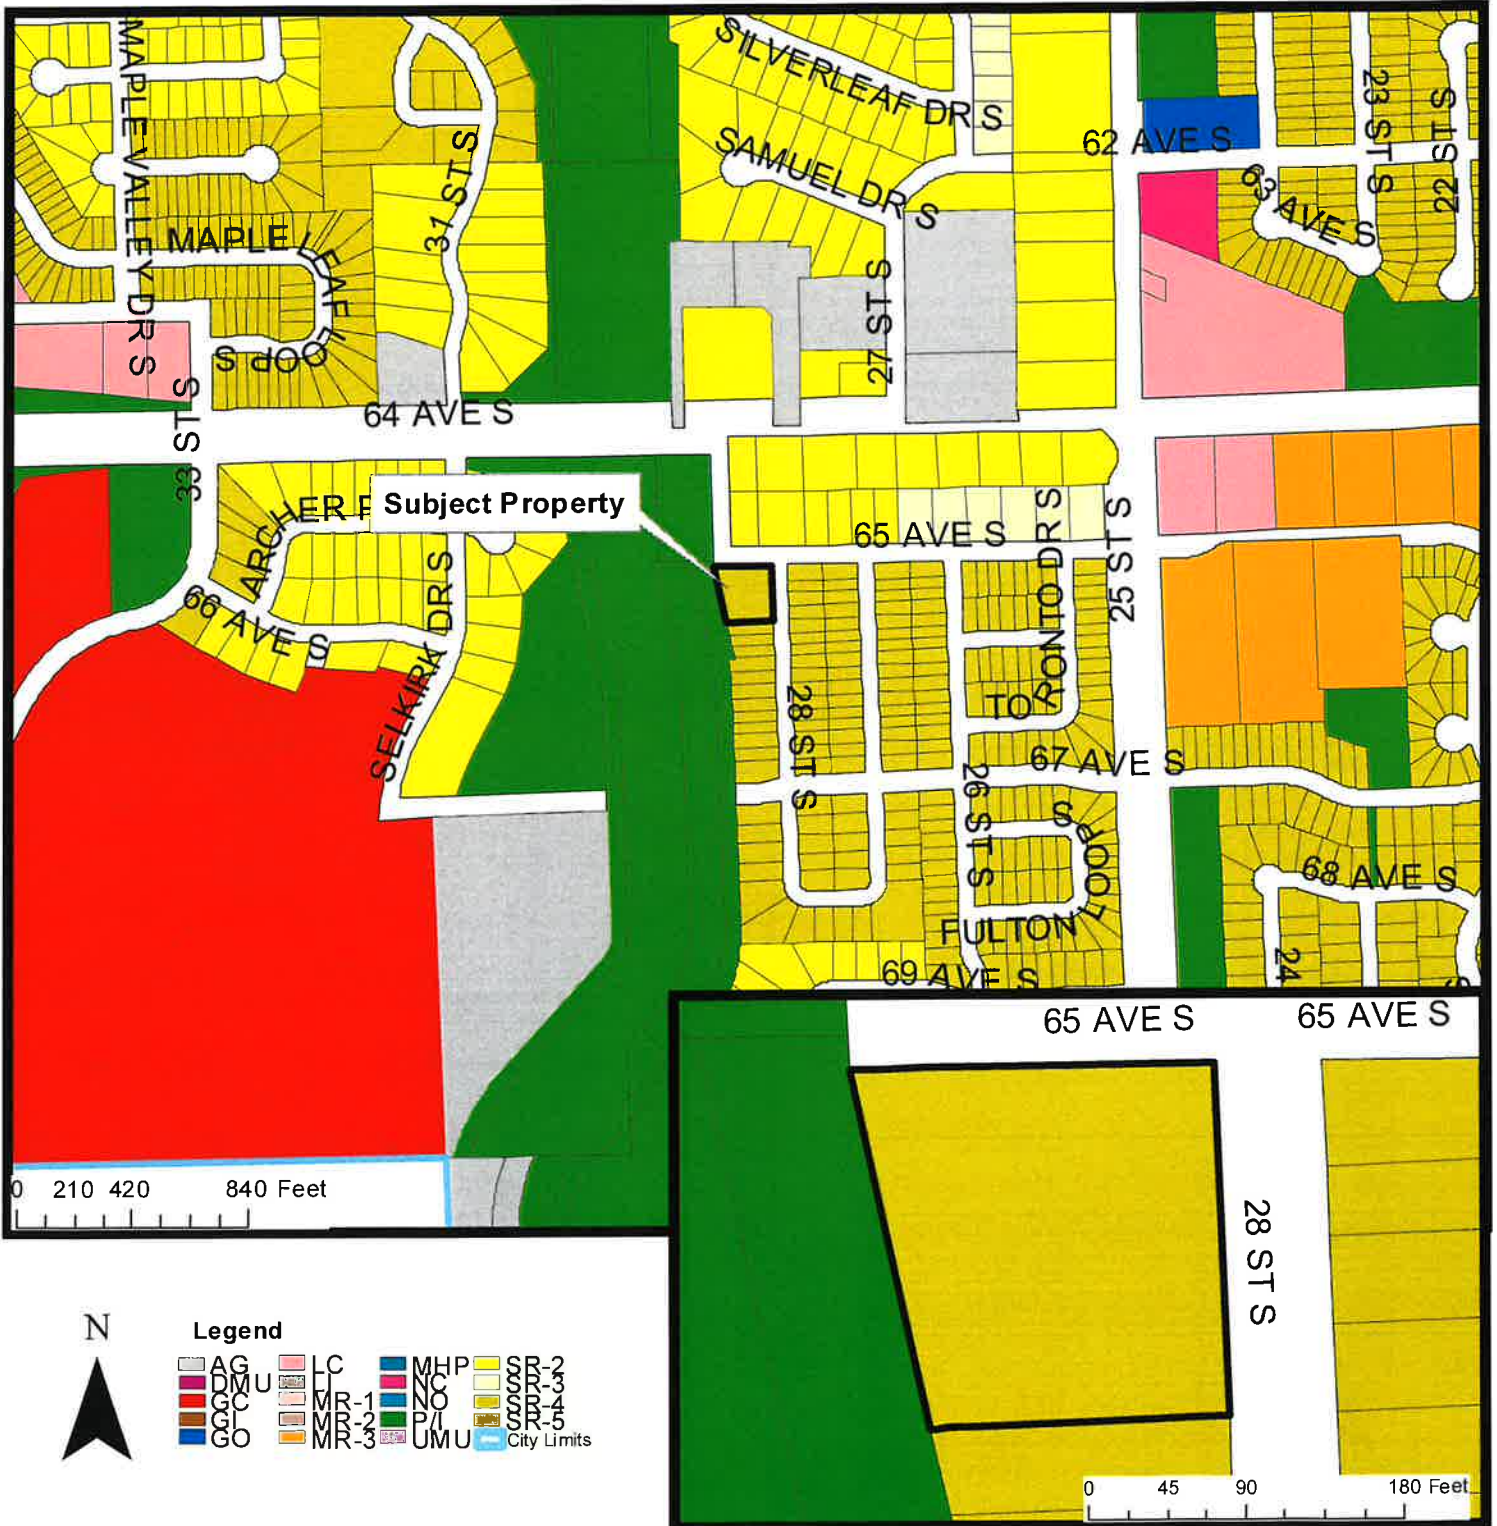 SILVERLEAF DR S
MAPLE VALLEY DR S
62 AVE S
23 ST S
22 ST S
31 ST S
SAMUEL DR S
63 AVE S
MAPLE LEAF LOOP S
27 ST S
64 AVE S
33 ST S
ARCHER P
Subject Property
65 AVE S
25 ST S
TORONTO DR S
66 AVE S
SELKIRK DR S
28 ST S
67 AVE S
26 ST S
FULTON LOOP S
68 AVE S
69 AVE S
24
S
65 AVE S
65 AVE S
28 ST S
0 210 420 840 Feet
0 45 90 180 Feet
N
Legend
AG
DMU
GC
GI
GO
LC
LI
MR-1
MR-2
MR-3
MHP
NC
NO
P/I
UMU
SR-2
SR-3
SR-4
SR-5
City Limits